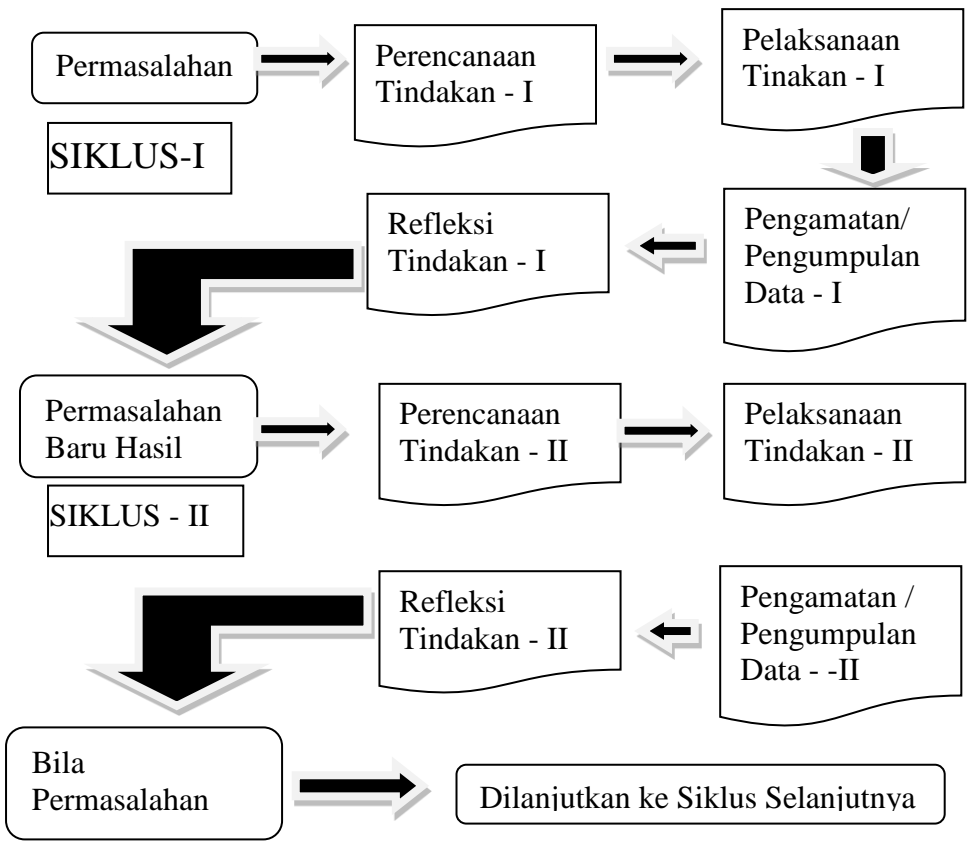 Permasalahan
Perencanaan
Tindakan - I
Pelaksanaan
Tinakan - I
SIKLUS-I
Refleksi
Tindakan - I
Pengamatan/
Pengumpulan
Data - I
Permasalahan
Baru Hasil
Perencanaan
Tindakan - II
Pelaksanaan
Tindakan - II
SIKLUS - II
Refleksi
Tindakan - II
Pengamatan /
Pengumpulan
Data - -II
Bila
Permasalahan
Dilanjutkan ke Siklus Selanjutnya